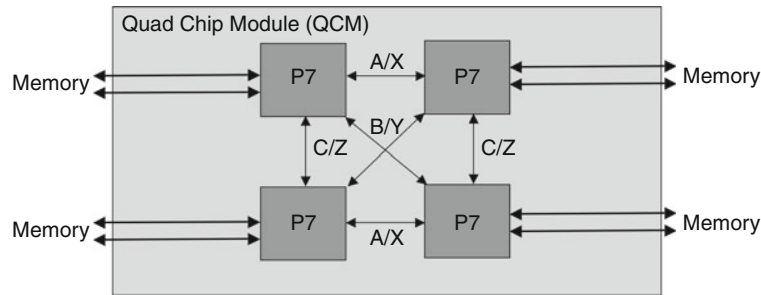 Quad Chip Module (QCM)
Memory
P7
A/X
P7
Memory
B/Y
C/Z
C/Z
Memory
P7
A/X
P7
Memory